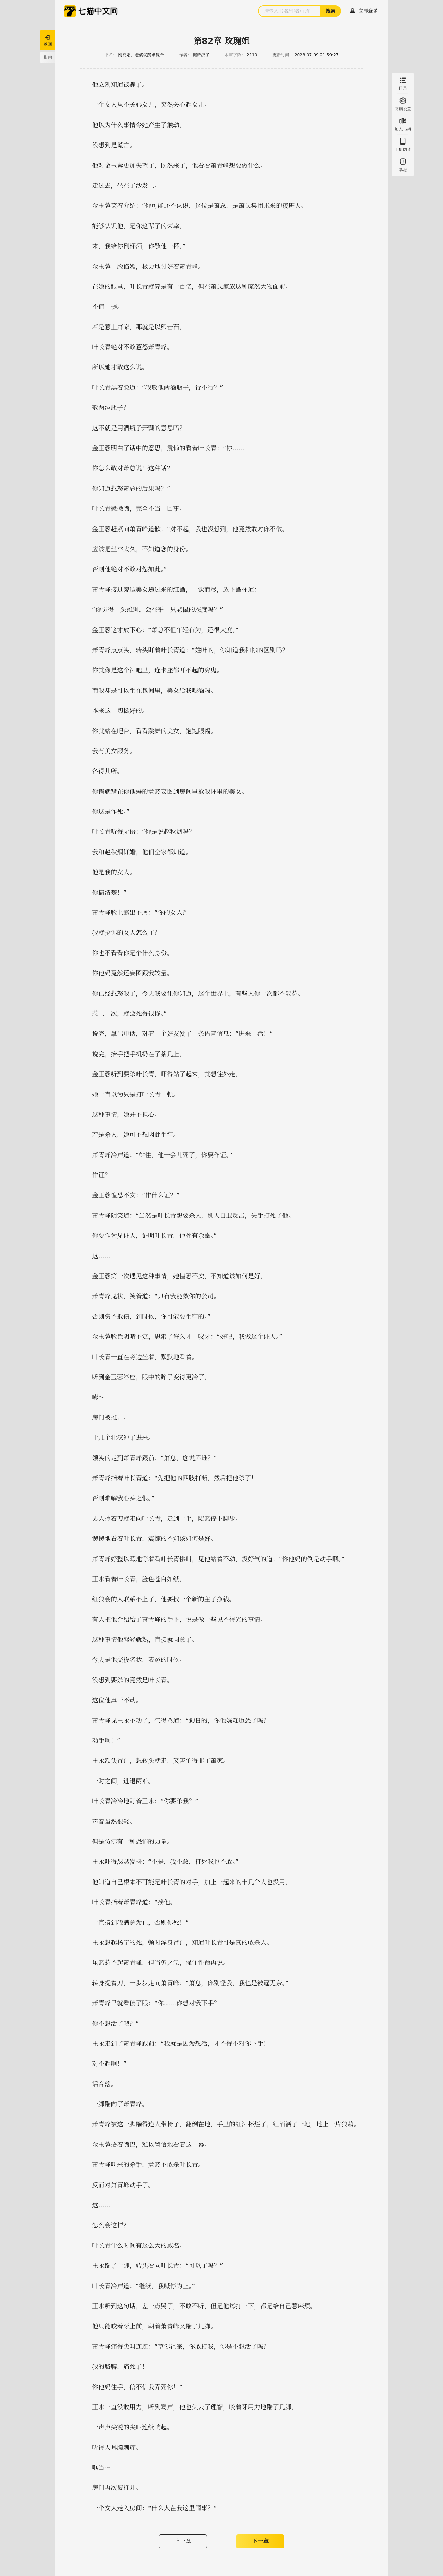 七猫中文网
请输入书名/作者/主角
搜索
立即登录
返回
极速
目录
阅读设置
加入书架
手机阅读
举报
第82章 玫瑰姐
本章字数： 2110
更新时间： 2023-07-09 21:59:27
他立刻知道被骗了。
一个女人从不关心女儿，突然关心起女儿。
他以为什么事情令她产生了触动。
没想到是谎言。
他对金玉蓉更加失望了，既然来了，他看看萧青峰想要做什么。
走过去，坐在了沙发上。
金玉蓉笑着介绍：“你可能还不认识，这位是萧总，是萧氏集团未来的接班人。
能够认识他，是你这辈子的荣幸。
来，我给你倒杯酒，你敬他一杯。”
金玉蓉一脸谄媚，极力地讨好着萧青峰。
在她的眼里，叶长青就算是有一百亿，但在萧氏家族这种庞然大物面前。
不值一提。
若是惹上萧家，那就是以卵击石。
叶长青绝对不敢惹怒萧青峰。
所以她才敢这么说。
叶长青黑着脸道：“我敬他两酒瓶子，行不行？”
敬两酒瓶子？
这不就是用酒瓶子开瓢的意思吗？
金玉蓉明白了话中的意思，震惊的看着叶长青：“你……
你怎么敢对萧总说出这种话？
你知道惹怒萧总的后果吗？”
叶长青撇撇嘴，完全不当一回事。
金玉蓉赶紧向萧青峰道歉：“对不起，我也没想到，他竟然敢对你不敬。
应该是坐牢太久，不知道您的身份。
否则他绝对不敢对您如此。”
萧青峰接过旁边美女通过来的红酒，一饮而尽，放下酒杯道：
“你觉得一头雄狮，会在乎一只老鼠的态度吗？”
金玉蓉这才放下心：“萧总不但年轻有为，还很大度。”
萧青峰点点头，转头盯着叶长青道：“姓叶的，你知道我和你的区别吗？
你就像是这个酒吧里，连卡座都开不起的穷鬼。
而我却是可以坐在包间里，美女给我喂酒喝。
本来这一切挺好的。
你就站在吧台，看看跳舞的美女，饱饱眼福。
我有美女服务。
各得其所。
你错就错在你他妈的竟然妄图到房间里抢我怀里的美女。
你这是作死。”
叶长青听得无语：“你是说赵秋烟吗？
我和赵秋烟订婚，他们全家都知道。
他是我的女人。
你搞清楚！”
萧青峰脸上露出不屑：“你的女人？
我就抢你的女人怎么了？
你也不看看你是个什么身份。
你他妈竟然还妄图跟我较量。
你已经惹怒我了，今天我要让你知道，这个世界上，有些人你一次都不能惹。
惹上一次，就会死得很惨。”
说完，拿出电话，对着一个好友发了一条语音信息：“进来干活！”
说完，抬手把手机扔在了茶几上。
金玉蓉听到要杀叶长青，吓得站了起来，就想往外走。
她一直以为只是打叶长青一顿。
这种事情，她并不担心。
若是杀人，她可不想因此坐牢。
萧青峰冷声道：“站住，他一会儿死了，你要作证。”
作证？
金玉蓉惶恐不安：“作什么证？”
萧青峰阴笑道：“当然是叶长青想要杀人，别人自卫反击，失手打死了他。
你要作为见证人，证明叶长青，他死有余辜。”
这……
金玉蓉第一次遇见这种事情，她惶恐不安，不知道该如何是好。
萧青峰见状，笑着道：“只有我能救你的公司。
否则资不抵债，到时候，你可能要坐牢的。”
金玉蓉脸色阴晴不定，思索了许久才一咬牙：“好吧，我做这个证人。”
叶长青一直在旁边坐着，默默地看着。
听到金玉蓉答应，眼中的眸子变得更冷了。
嘭～
房门被推开。
十几个壮汉冲了进来。
领头的走到萧青峰跟前：“萧总，您说弄谁？”
萧青峰指着叶长青道：“先把他的四肢打断，然后把他杀了！
否则难解我心头之恨。”
男人拎着刀就走向叶长青，走到一半，陡然停下脚步。
愣愣地看着叶长青，震惊的不知该如何是好。
萧青峰好整以暇地等着看叶长青惨叫，见他站着不动，没好气的道：“你他妈的倒是动手啊。”
王永看着叶长青，脸色苍白如纸。
红狼会的人联系不上了，他要找一个新的主子挣钱。
有人把他介绍给了萧青峰的手下，说是做一些见不得光的事情。
这种事情他驾轻就熟，直接就同意了。
今天是他交投名状，表态的时候。
没想到要杀的竟然是叶长青。
这位他真干不动。
萧青峰见王永不动了，气得骂道：“狗日的，你他妈难道怂了吗？
动手啊！”
王永额头冒汗，想转头就走，又害怕得罪了萧家。
一时之间，进退两难。
叶长青冷冷地盯着王永：“你要杀我？”
声音虽然很轻。
但是仿佛有一种恐怖的力量。
王永吓得瑟瑟发抖：“不是，我不敢，打死我也不敢。”
他知道自己根本不可能是叶长青的对手，加上一起来的十几个人也没用。
叶长青指着萧青峰道：“揍他。
一直揍到我满意为止，否则你死！”
王永想起杨宁的死，顿时浑身冒汗，知道叶长青可是真的敢杀人。
虽然惹不起萧青峰，但当务之急，保住性命再说。
转身提着刀，一步步走向萧青峰：“萧总，你别怪我，我也是被逼无奈。”
萧青峰早就看傻了眼：“你……你想对我下手？
你不想活了吧？”
王永走到了萧青峰跟前：“我就是因为想活，才不得不对你下手！
对不起啊！”
话音落。
一脚踹向了萧青峰。
萧青峰被这一脚踹得连人带椅子，翻倒在地，手里的红酒杯烂了，红酒洒了一地，地上一片狼藉。
金玉蓉捂着嘴巴，难以置信地看着这一幕。
萧青峰叫来的杀手，竟然不敢杀叶长青。
反而对萧青峰动手了。
这……
怎么会这样？
叶长青什么时间有这么大的威名。
王永踹了一脚，转头看向叶长青：“可以了吗？”
叶长青冷声道：“继续，我喊停为止。”
王永听到这句话，差一点哭了，不敢不听，但是他每打一下，都是给自己惹麻烦。
他只能咬着牙上前，朝着萧青峰又踹了几脚。
萧青峰痛得尖叫连连：“草你祖宗，你敢打我，你是不想活了吗？
我的胳膊，痛死了！
你他妈住手，信不信我弄死你！”
王永一直没敢用力，听到骂声，他也失去了理智，咬着牙用力地踹了几脚。
一声声尖锐的尖叫连续响起。
听得人耳膜刺痛。
哐当～
房门再次被推开。
一个女人走入房间：“什么人在我这里闹事？”
上一章
下一章